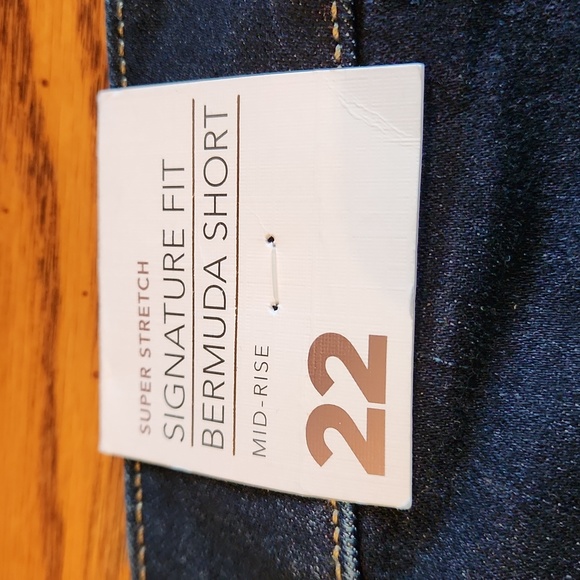 SUPER STRETCH
SIGNATURE FIT
BERMUDA SHORT
MID-RISE
22